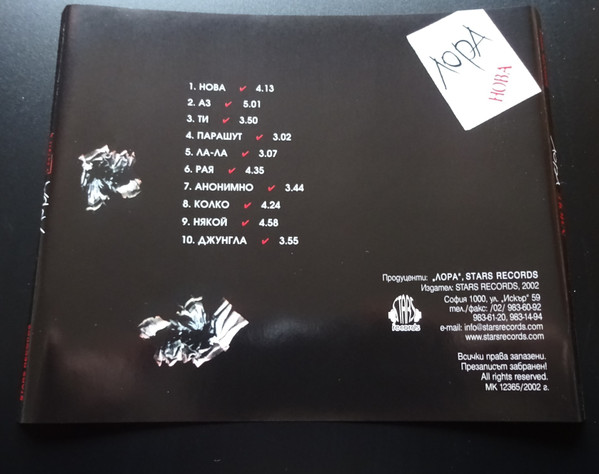 ЛОРА
НОВА
1. НОВА ✔ 4.13
2. АЗ ✔ 5.01
3. ТИ ✔ 3.50
4. ПАРАШУТ ✔ 3.02
5. ЛА-ЛА ✔ 3.07
6. РАЯ ✔ 4.35
7. АНОНИМНО ✔ 3.44
8. КОЛКО ✔ 4.24
9. НЯКОЙ ✔ 4.58
10. ДЖУНГЛА ✔ 3.55
Продуценти: „ЛОРА", STARS RECORDS
Издател: STARS RECORDS, 2002
STARS
records
София 1000, ул. „Искър" 59
тел./факс: /02/ 983-60-92
983-61-20, 983-14-94
e-mail: info@starsrecords.com
www.starsrecords.com
Всички права запазени.
Презаписът забранен!
All rights reserved.
МК 12365/2002 г.